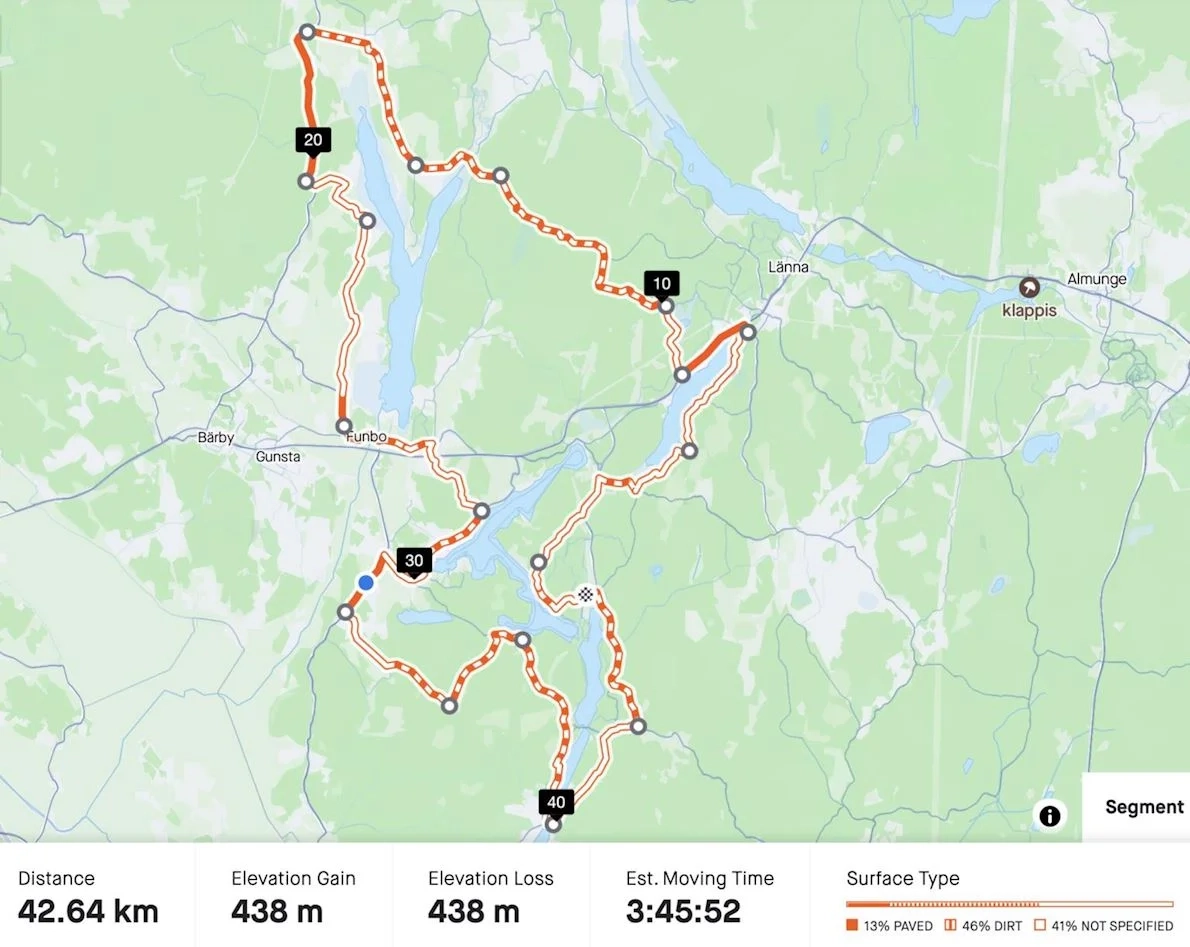 20
10
Länna
Almunge
klappis
Bärby
Funbo
Gunsta
30
40
Segment
Distance
42.64 km
Elevation Gain
438 m
Elevation Loss
438 m
Est. Moving Time
3:45:52
Surface Type
13% PAVED
46% DIRT
41% NOT SPECIFIED